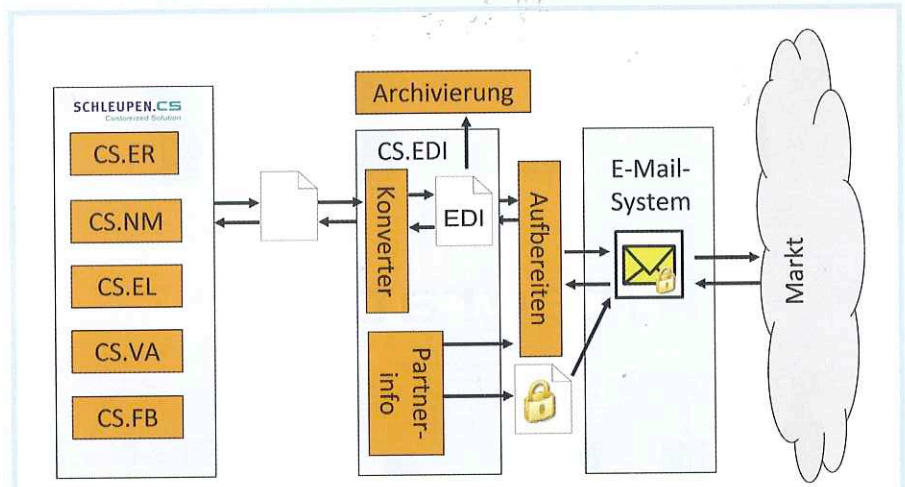 SCHLEUPEN.CS
Customized Solution
CS.ER
CS.NM
CS.EL
CS.VA
CS.FB
Archivierung
CS.EDI
Konverter
EDI
Partner-
info
Aufbereiten
E-Mail-
System
Markt